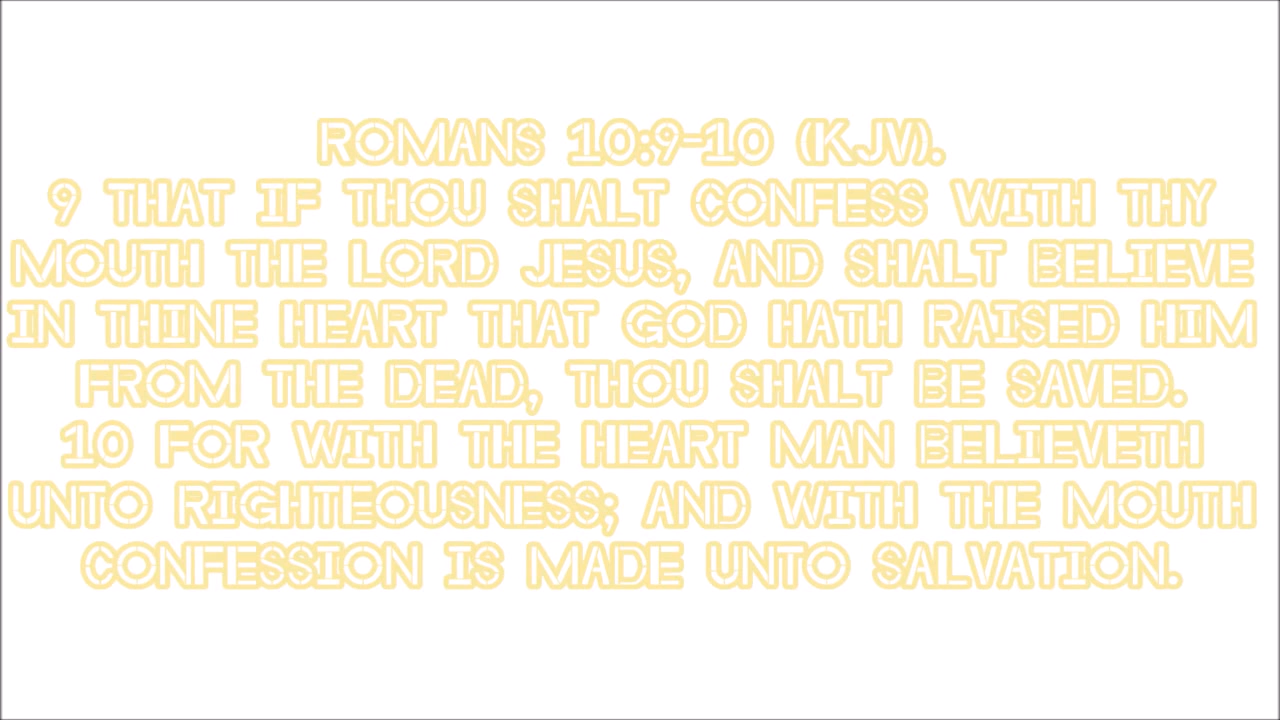 ROMANS 10:9-10 (KJV).
9 THAT IF THOU SHALT CONFESS WITH THY
MOUTH THE LORD JESUS, AND SHALT BELIEVE
IN THINE HEART THAT GOD HATH RAISED HIM
FROM THE DEAD, THOU SHALT BE SAVED.
10 FOR WITH THE HEART MAN BELIEVETH
UNTO RIGHTEOUSNESS; AND WITH THE MOUTH
CONFESSION IS MADE UNTO SALVATION.